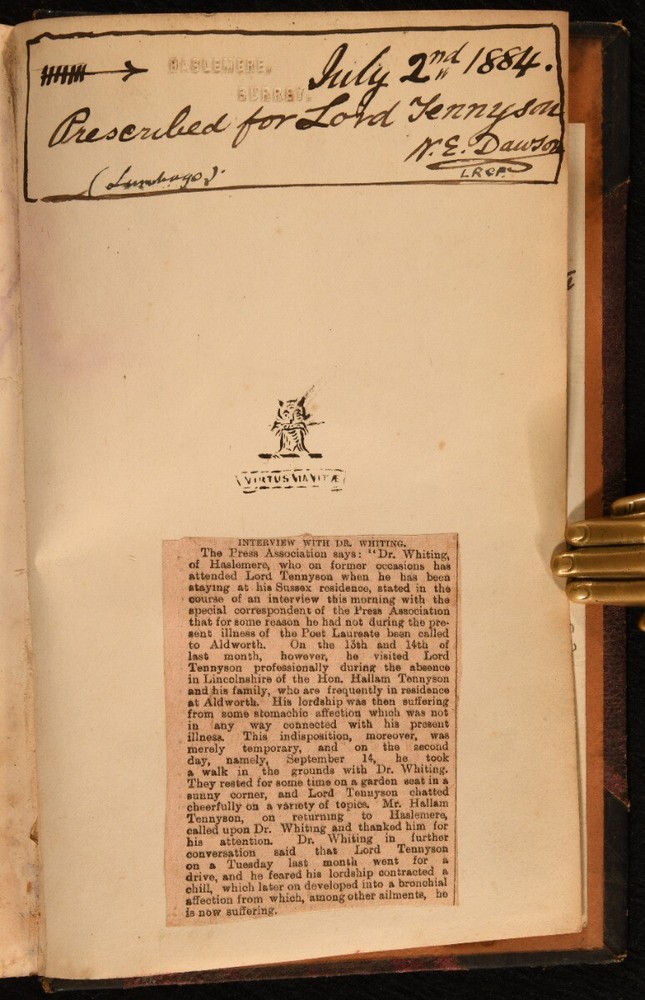 HASLEMERE,
SURREY.
July 2nd 1884.
Prescribed for Lord Tennyson
N. E. Dawson
L.R.C.P.
(Lumbago).
VIRTUS VIA VITÆ
INTERVIEW WITH DR. WHITING.
The Press Association says: "Dr. Whiting,
of Haslemere, who on former occasions has
attended Lord Tennyson when he has been
staying at his Sussex residence, stated in the
course of an interview this morning with the
special correspondent of the Press Association
that for some reason he had not during the pre-
sent illness of the Poet Laureate been called
to Aldworth. On the 13th and 14th of
last month, however, he visited Lord
Tennyson professionally during the absence
in Lincolnshire of the Hon. Hallam Tennyson
and his family, who are frequently in residence
at Aldworth. His lordship was then suffering
from some stomachic affection which was not
in any way connected with his present
illness. This indisposition, moreover, was
merely temporary, and on the second
day, namely, September 14, he took
a walk in the grounds with Dr. Whiting.
They rested for some time on a garden seat in a
sunny corner, and Lord Tennyson chatted
cheerfully on a variety of topics. Mr. Hallam
Tennyson, on returning to Haslemere,
called upon Dr. Whiting and thanked him for
his attention. Dr. Whiting in further
conversation said that Lord Tennyson
on a Tuesday last month went for a
drive, and he feared his lordship contracted a
chill, which later on developed into a bronchial
affection from which, among other ailments, he
is now suffering.